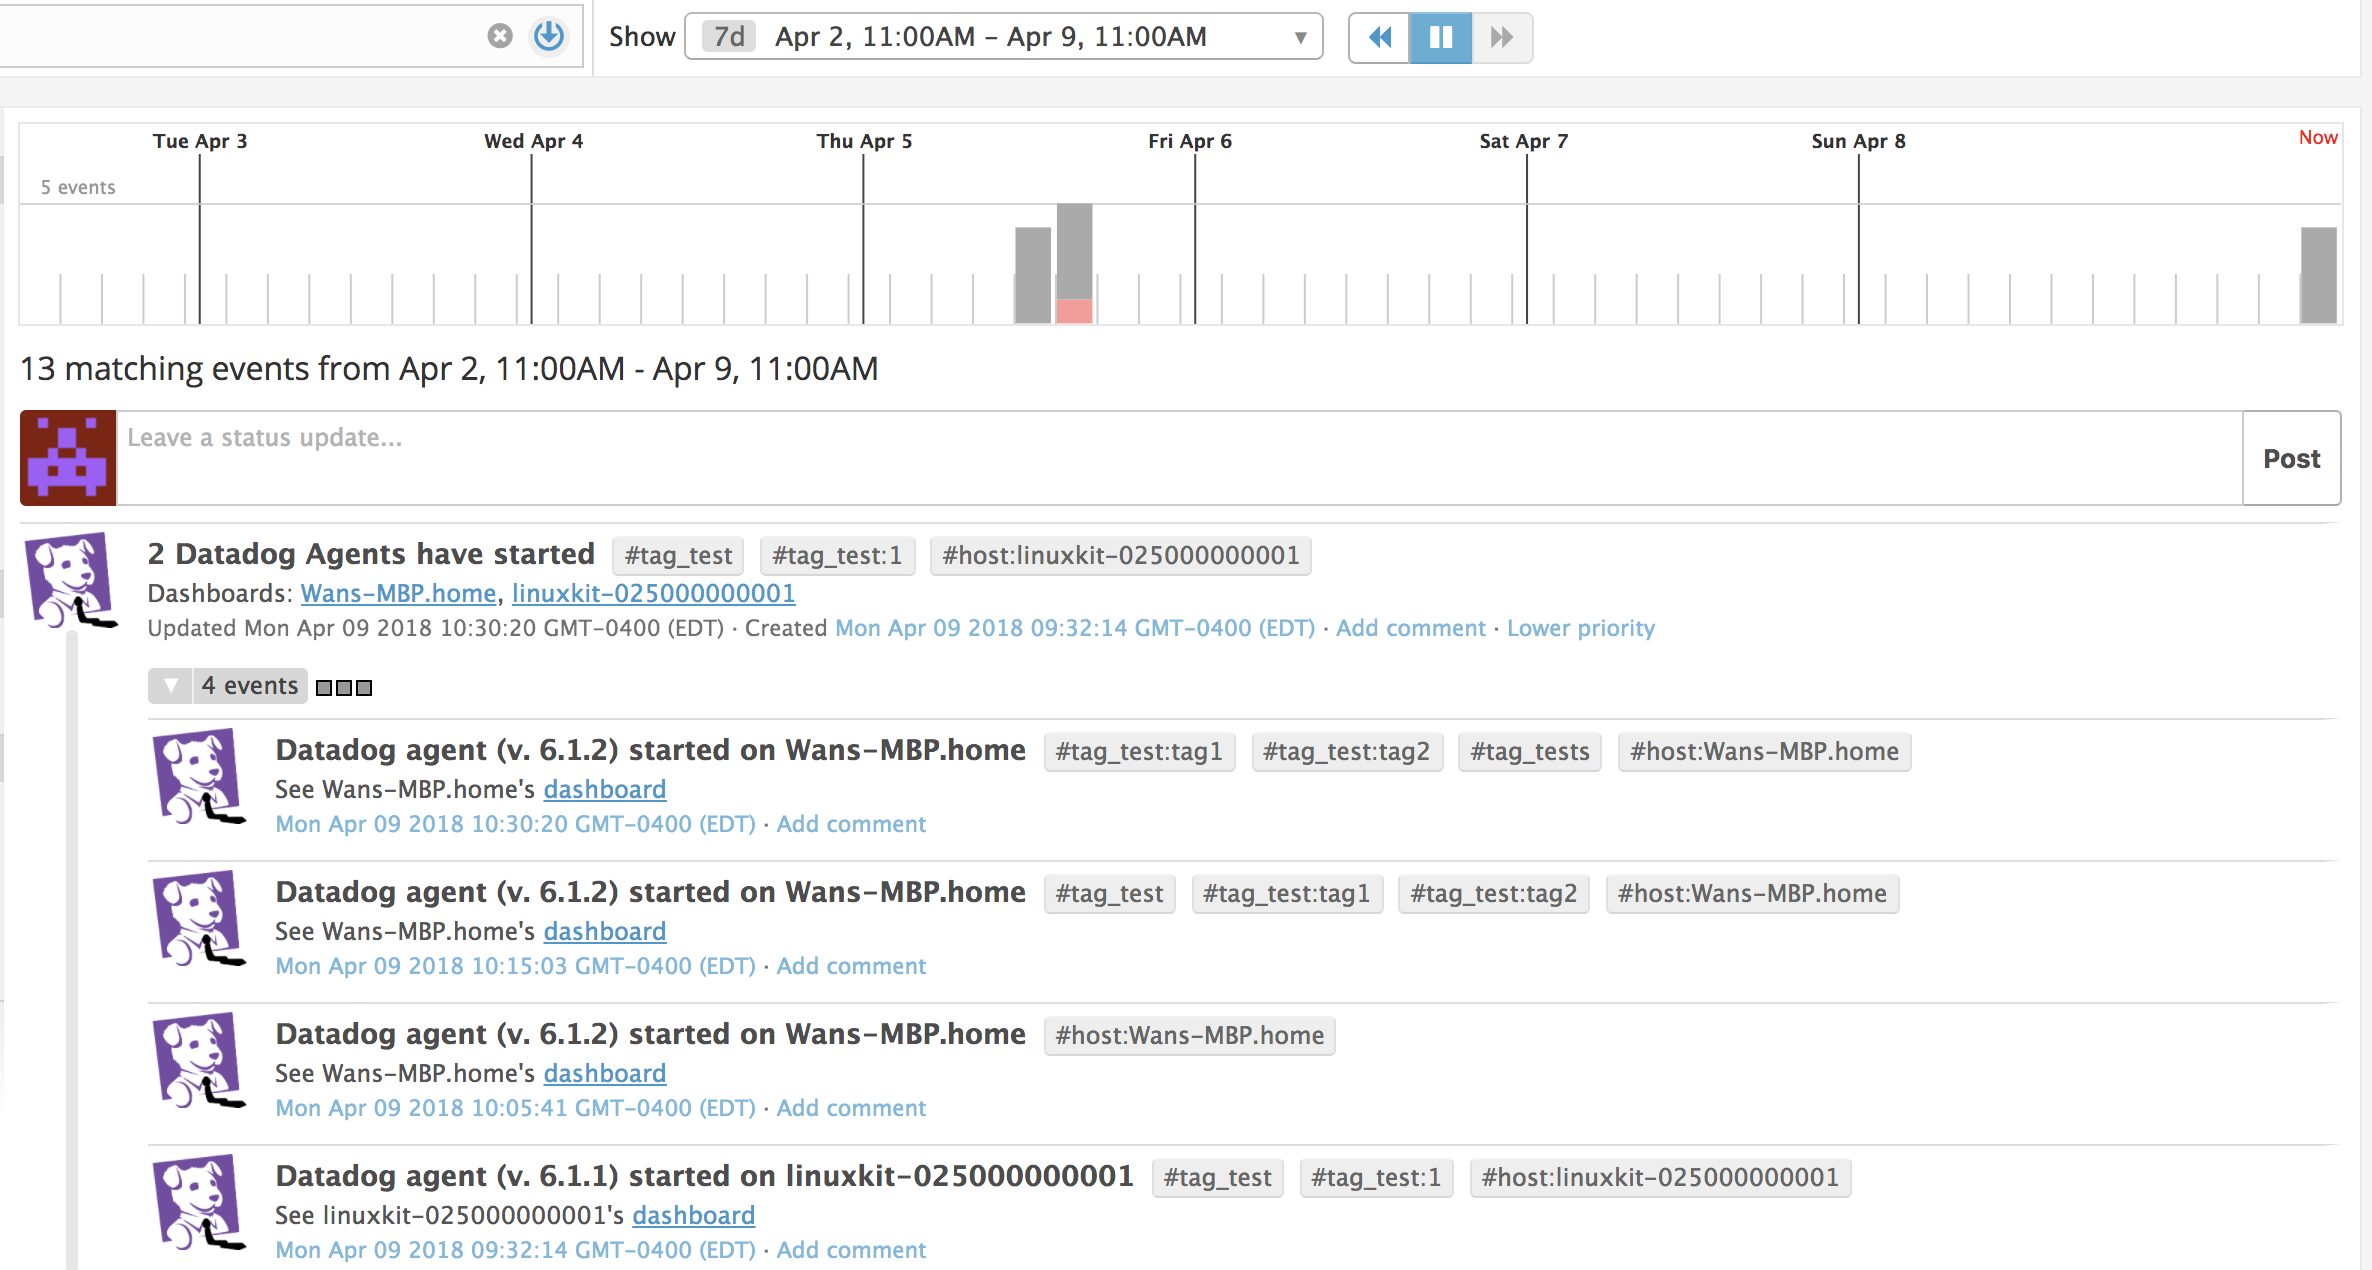 Show 7d Apr 2, 11:00AM – Apr 9, 11:00AM
Tue Apr 3 Wed Apr 4 Thu Apr 5 Fri Apr 6 Sat Apr 7 Sun Apr 8 Now
5 events
13 matching events from Apr 2, 11:00AM - Apr 9, 11:00AM
Leave a status update...
Post
2 Datadog Agents have started #tag_test #tag_test:1 #host:linuxkit-025000000001
Dashboards: Wans-MBP.home, linuxkit-025000000001
Updated Mon Apr 09 2018 10:30:20 GMT-0400 (EDT) · Created Mon Apr 09 2018 09:32:14 GMT-0400 (EDT) · Add comment · Lower priority
4 events
Datadog agent (v. 6.1.2) started on Wans-MBP.home #tag_test:tag1 #tag_test:tag2 #tag_tests #host:Wans-MBP.home
See Wans-MBP.home's dashboard
Mon Apr 09 2018 10:30:20 GMT-0400 (EDT) · Add comment
Datadog agent (v. 6.1.2) started on Wans-MBP.home #tag_test #tag_test:tag1 #tag_test:tag2 #host:Wans-MBP.home
See Wans-MBP.home's dashboard
Mon Apr 09 2018 10:15:03 GMT-0400 (EDT) · Add comment
Datadog agent (v. 6.1.2) started on Wans-MBP.home #host:Wans-MBP.home
See Wans-MBP.home's dashboard
Mon Apr 09 2018 10:05:41 GMT-0400 (EDT) · Add comment
Datadog agent (v. 6.1.1) started on linuxkit-025000000001 #tag_test #tag_test:1 #host:linuxkit-025000000001
See linuxkit-025000000001's dashboard
Mon Apr 09 2018 09:32:14 GMT-0400 (EDT) · Add comment